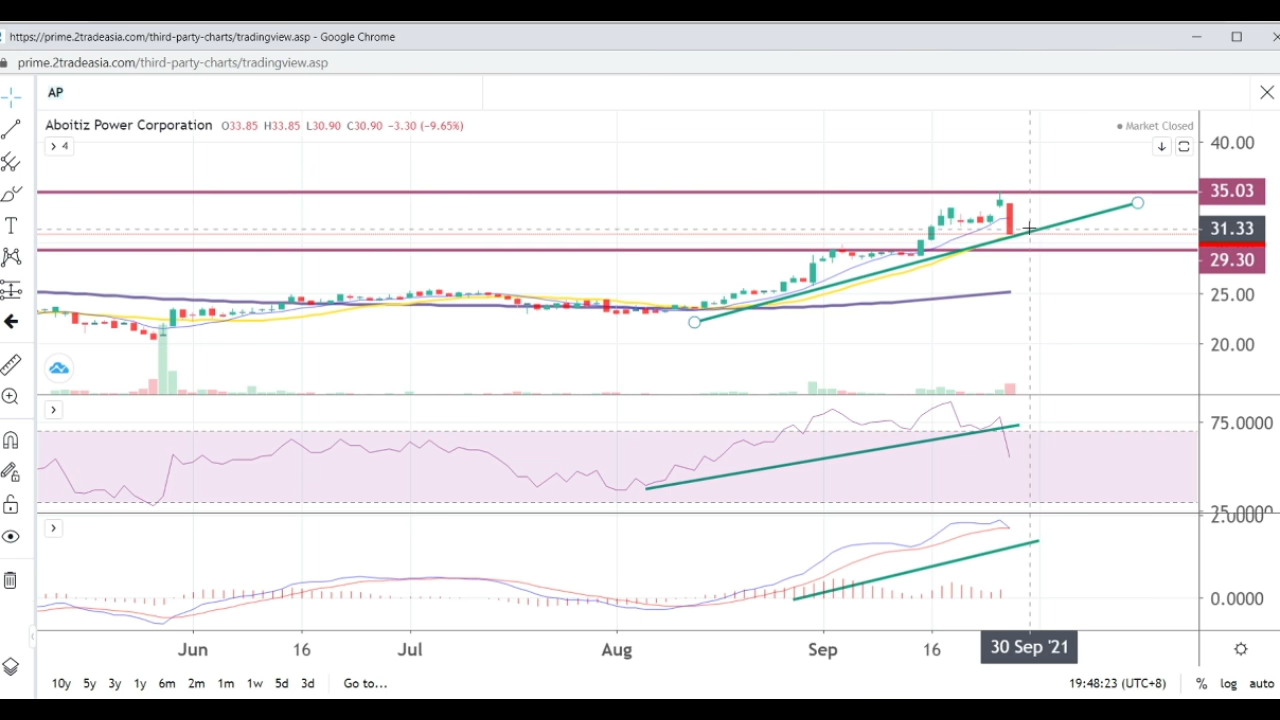 https://prime.2tradeasia.com/third-party-charts/tradingview.asp - Google Chrome
prime.2tradeasia.com/third-party-charts/tradingview.asp
AP
Aboitiz Power Corporation O33.85 H33.85 L30.90 C30.90 -3.30 (-9.65%)
Market Closed
4
40.00
35.03
31.33
29.30
25.00
20.00
75.0000
25.0000
2.0000
0.0000
Jun 16 Jul Aug Sep 16 30 Sep '21
10y 5y 3y 1y 6m 2m 1m 1w 5d 3d Go to... 19:48:23 (UTC+8) % log auto